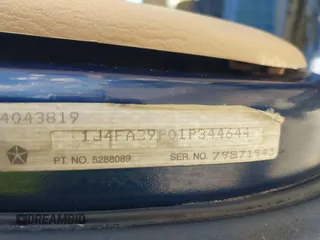 4043819
1J4FA39P01P344644
PT. NO. 5288089 SER. NO. 79871943
DREAMBID